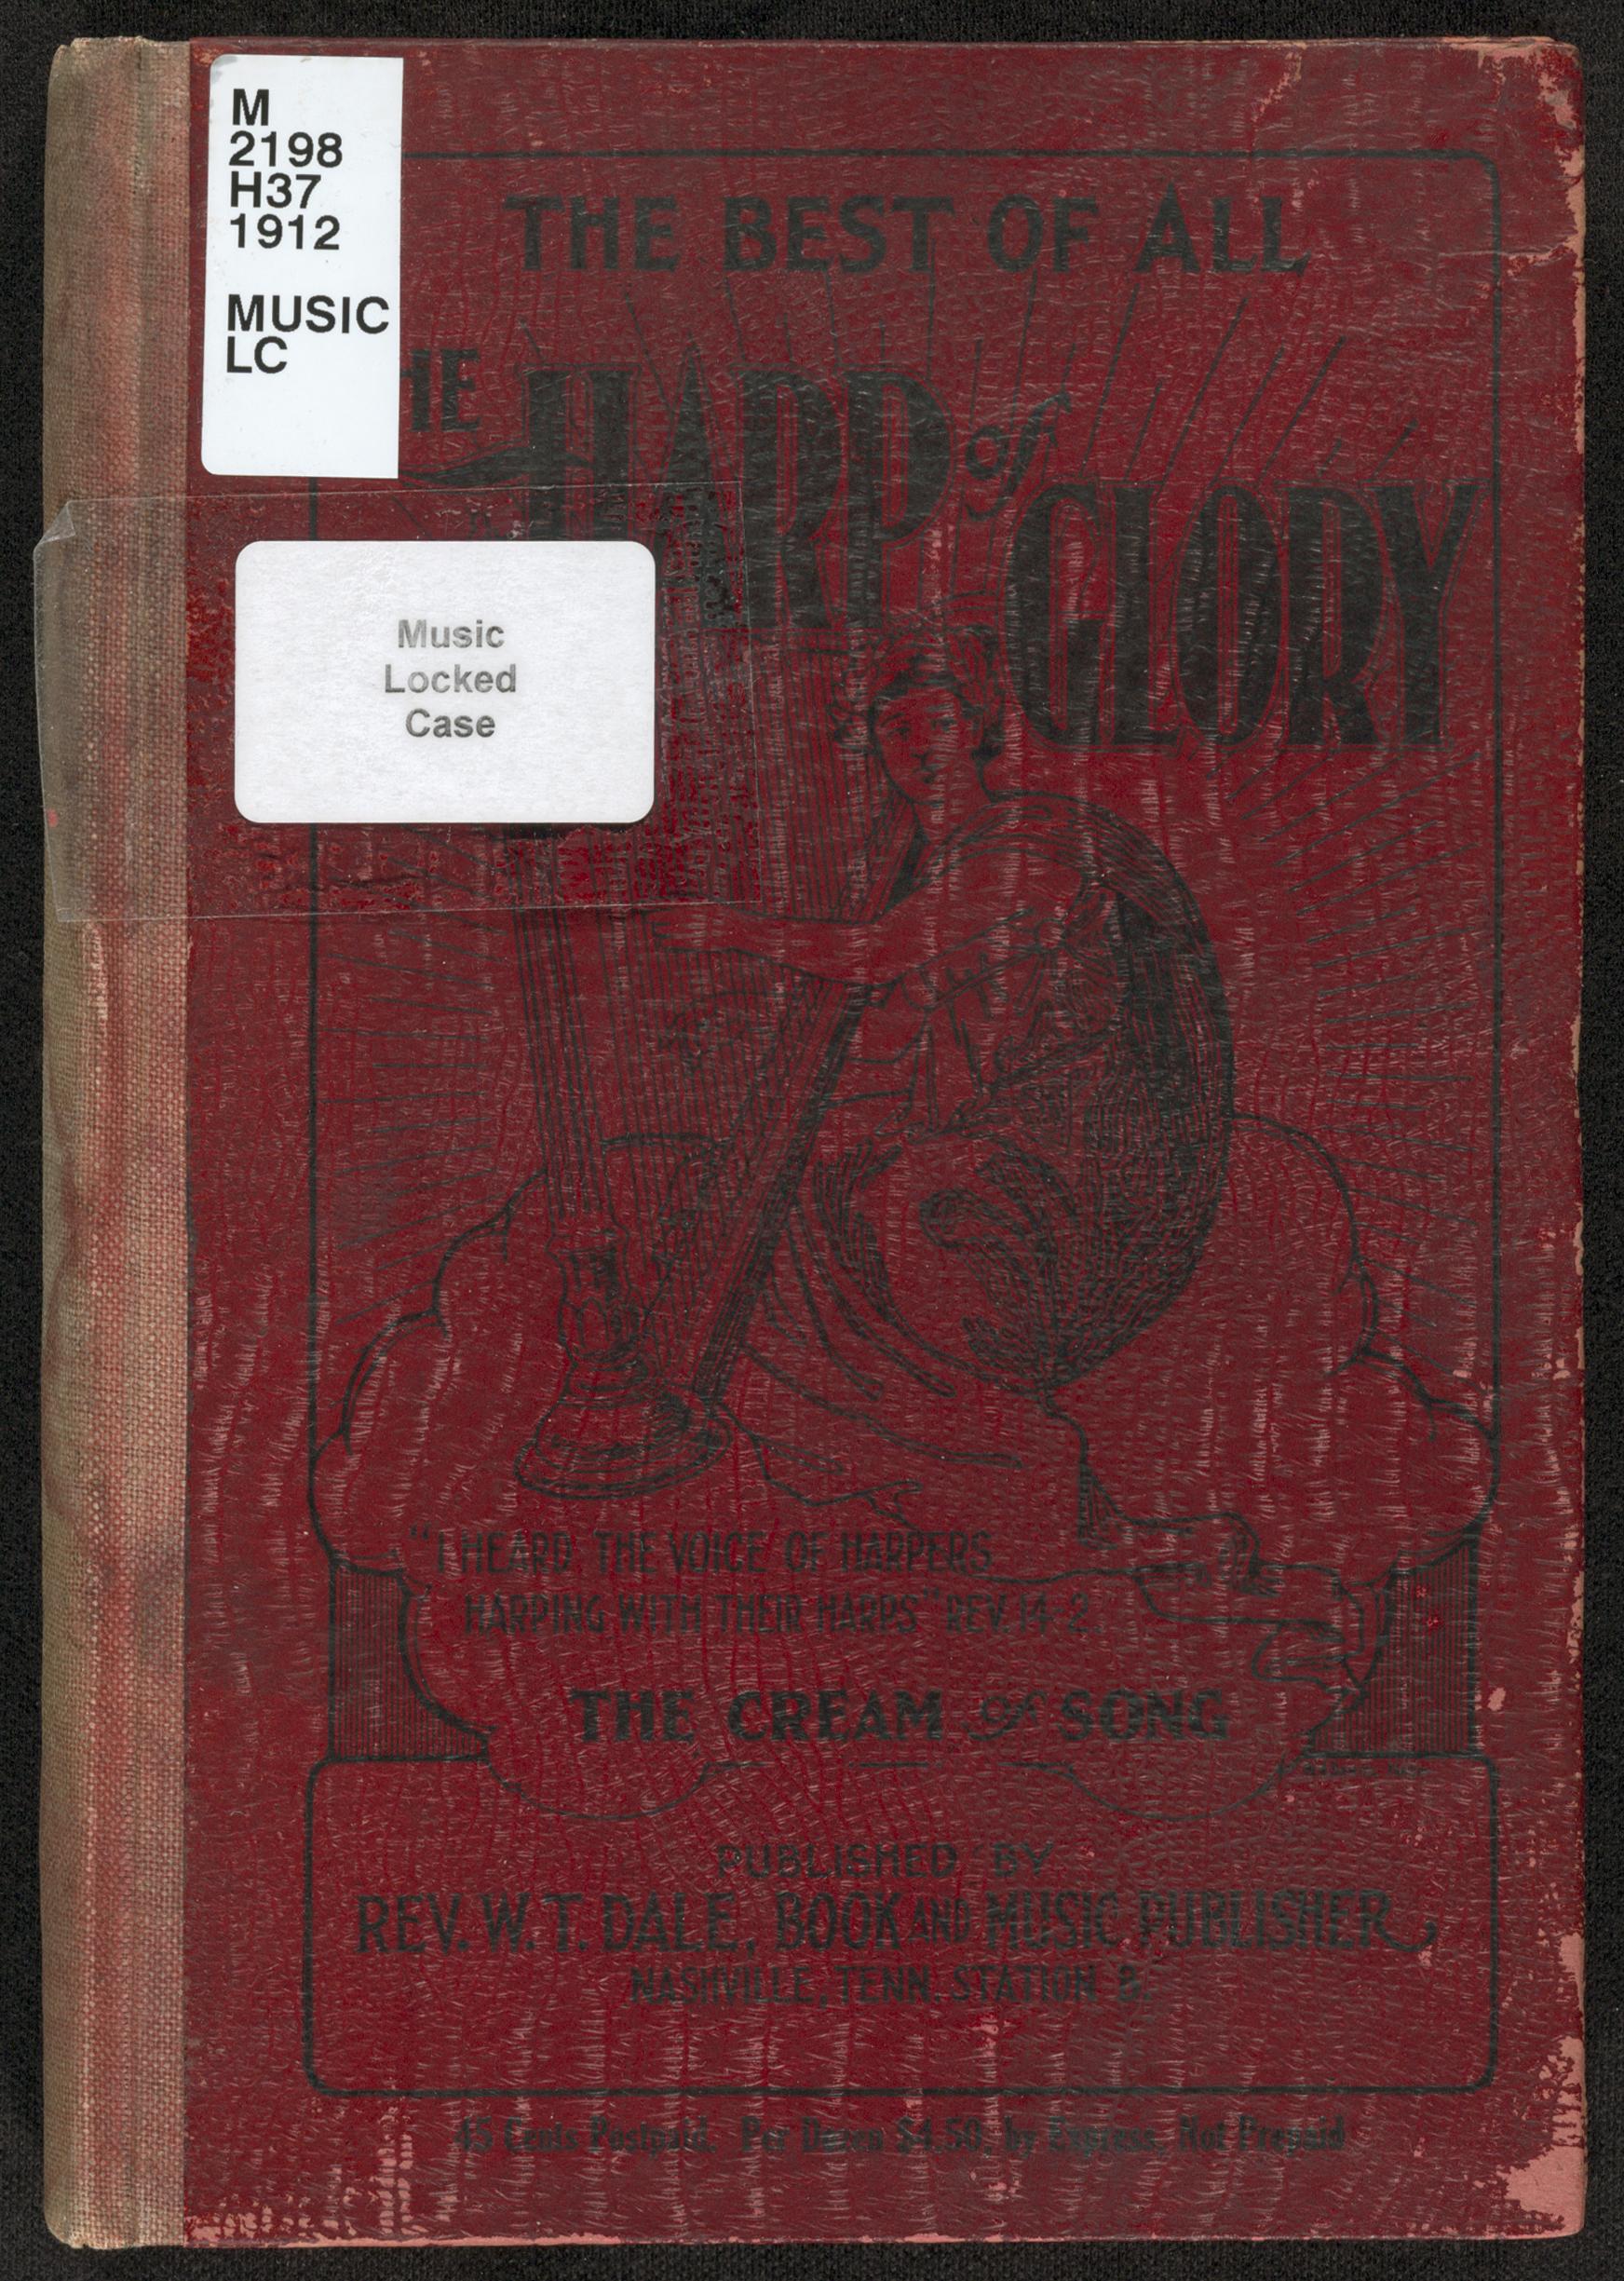 M
2198
H37
1912
MUSIC
LC
THE BEST OF ALL
HE HARP of GLORY
Music
Locked
Case
"I HEARD THE VOICE OF HARPERS
HARPING WITH THEIR HARPS" REV. 14-2.
THE CREAM OF SONG
PUBLISHED BY
REV. W. T. DALE, BOOK AND MUSIC PUBLISHER
NASHVILLE, TENN. STATION B.
45 Cents Postpaid. Per Dozen $4.50, by Express, Not Prepaid